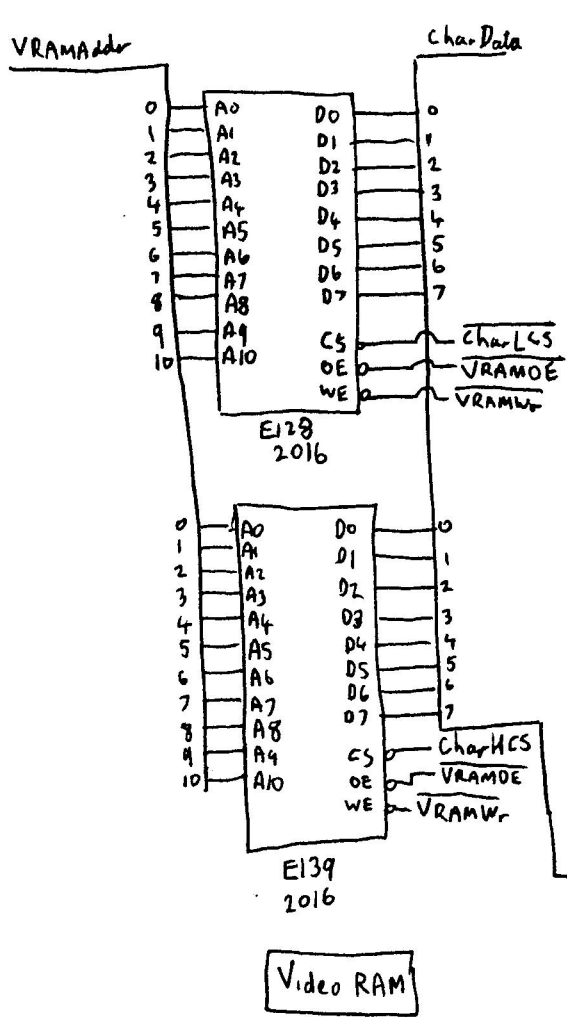 VRAMAddr
CharData
0 A0 D0 0
1 A1 D1 1
2 A2 D2 2
3 A3 D3 3
4 A4 D4 4
5 A5 D5 5
6 A6 D6 6
7 A7 D7 7
8 A8
9 A9 CS CharLCS
10 A10 OE VRAMOE
WE VRAMWr
E128
2016
0 A0 D0 0
1 A1 D1 1
2 A2 D2 2
3 A3 D3 3
4 A4 D4 4
5 A5 D5 5
6 A6 D6 6
7 A7 D7 7
8 A8
9 A9 CS CharHCS
10 A10 OE VRAMOE
WE VRAMWr
E139
2016
Video RAM